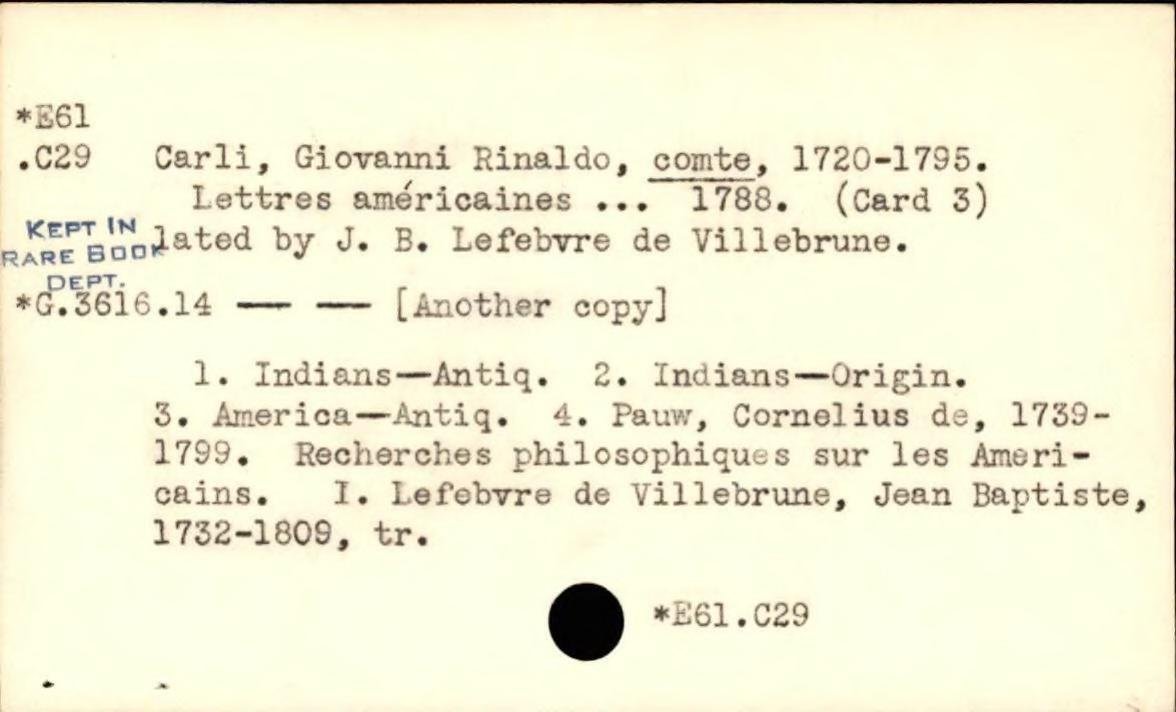 *E61
.C29 Carli, Giovanni Rinaldo, comte, 1720-1795.
Lettres américaines ... 1788. (Card 3)
KEPT IN
RARE BOOK
DEPT.
lated by J. B. Lefebvre de Villebrune.
*G.3616.14 — — [Another copy]
1. Indians—Antiq. 2. Indians—Origin.
3. America—Antiq. 4. Pauw, Cornelius de, 1739-
1799. Recherches philosophiques sur les Ameri-
cains. I. Lefebvre de Villebrune, Jean Baptiste,
1732-1809, tr.
*E61.C29